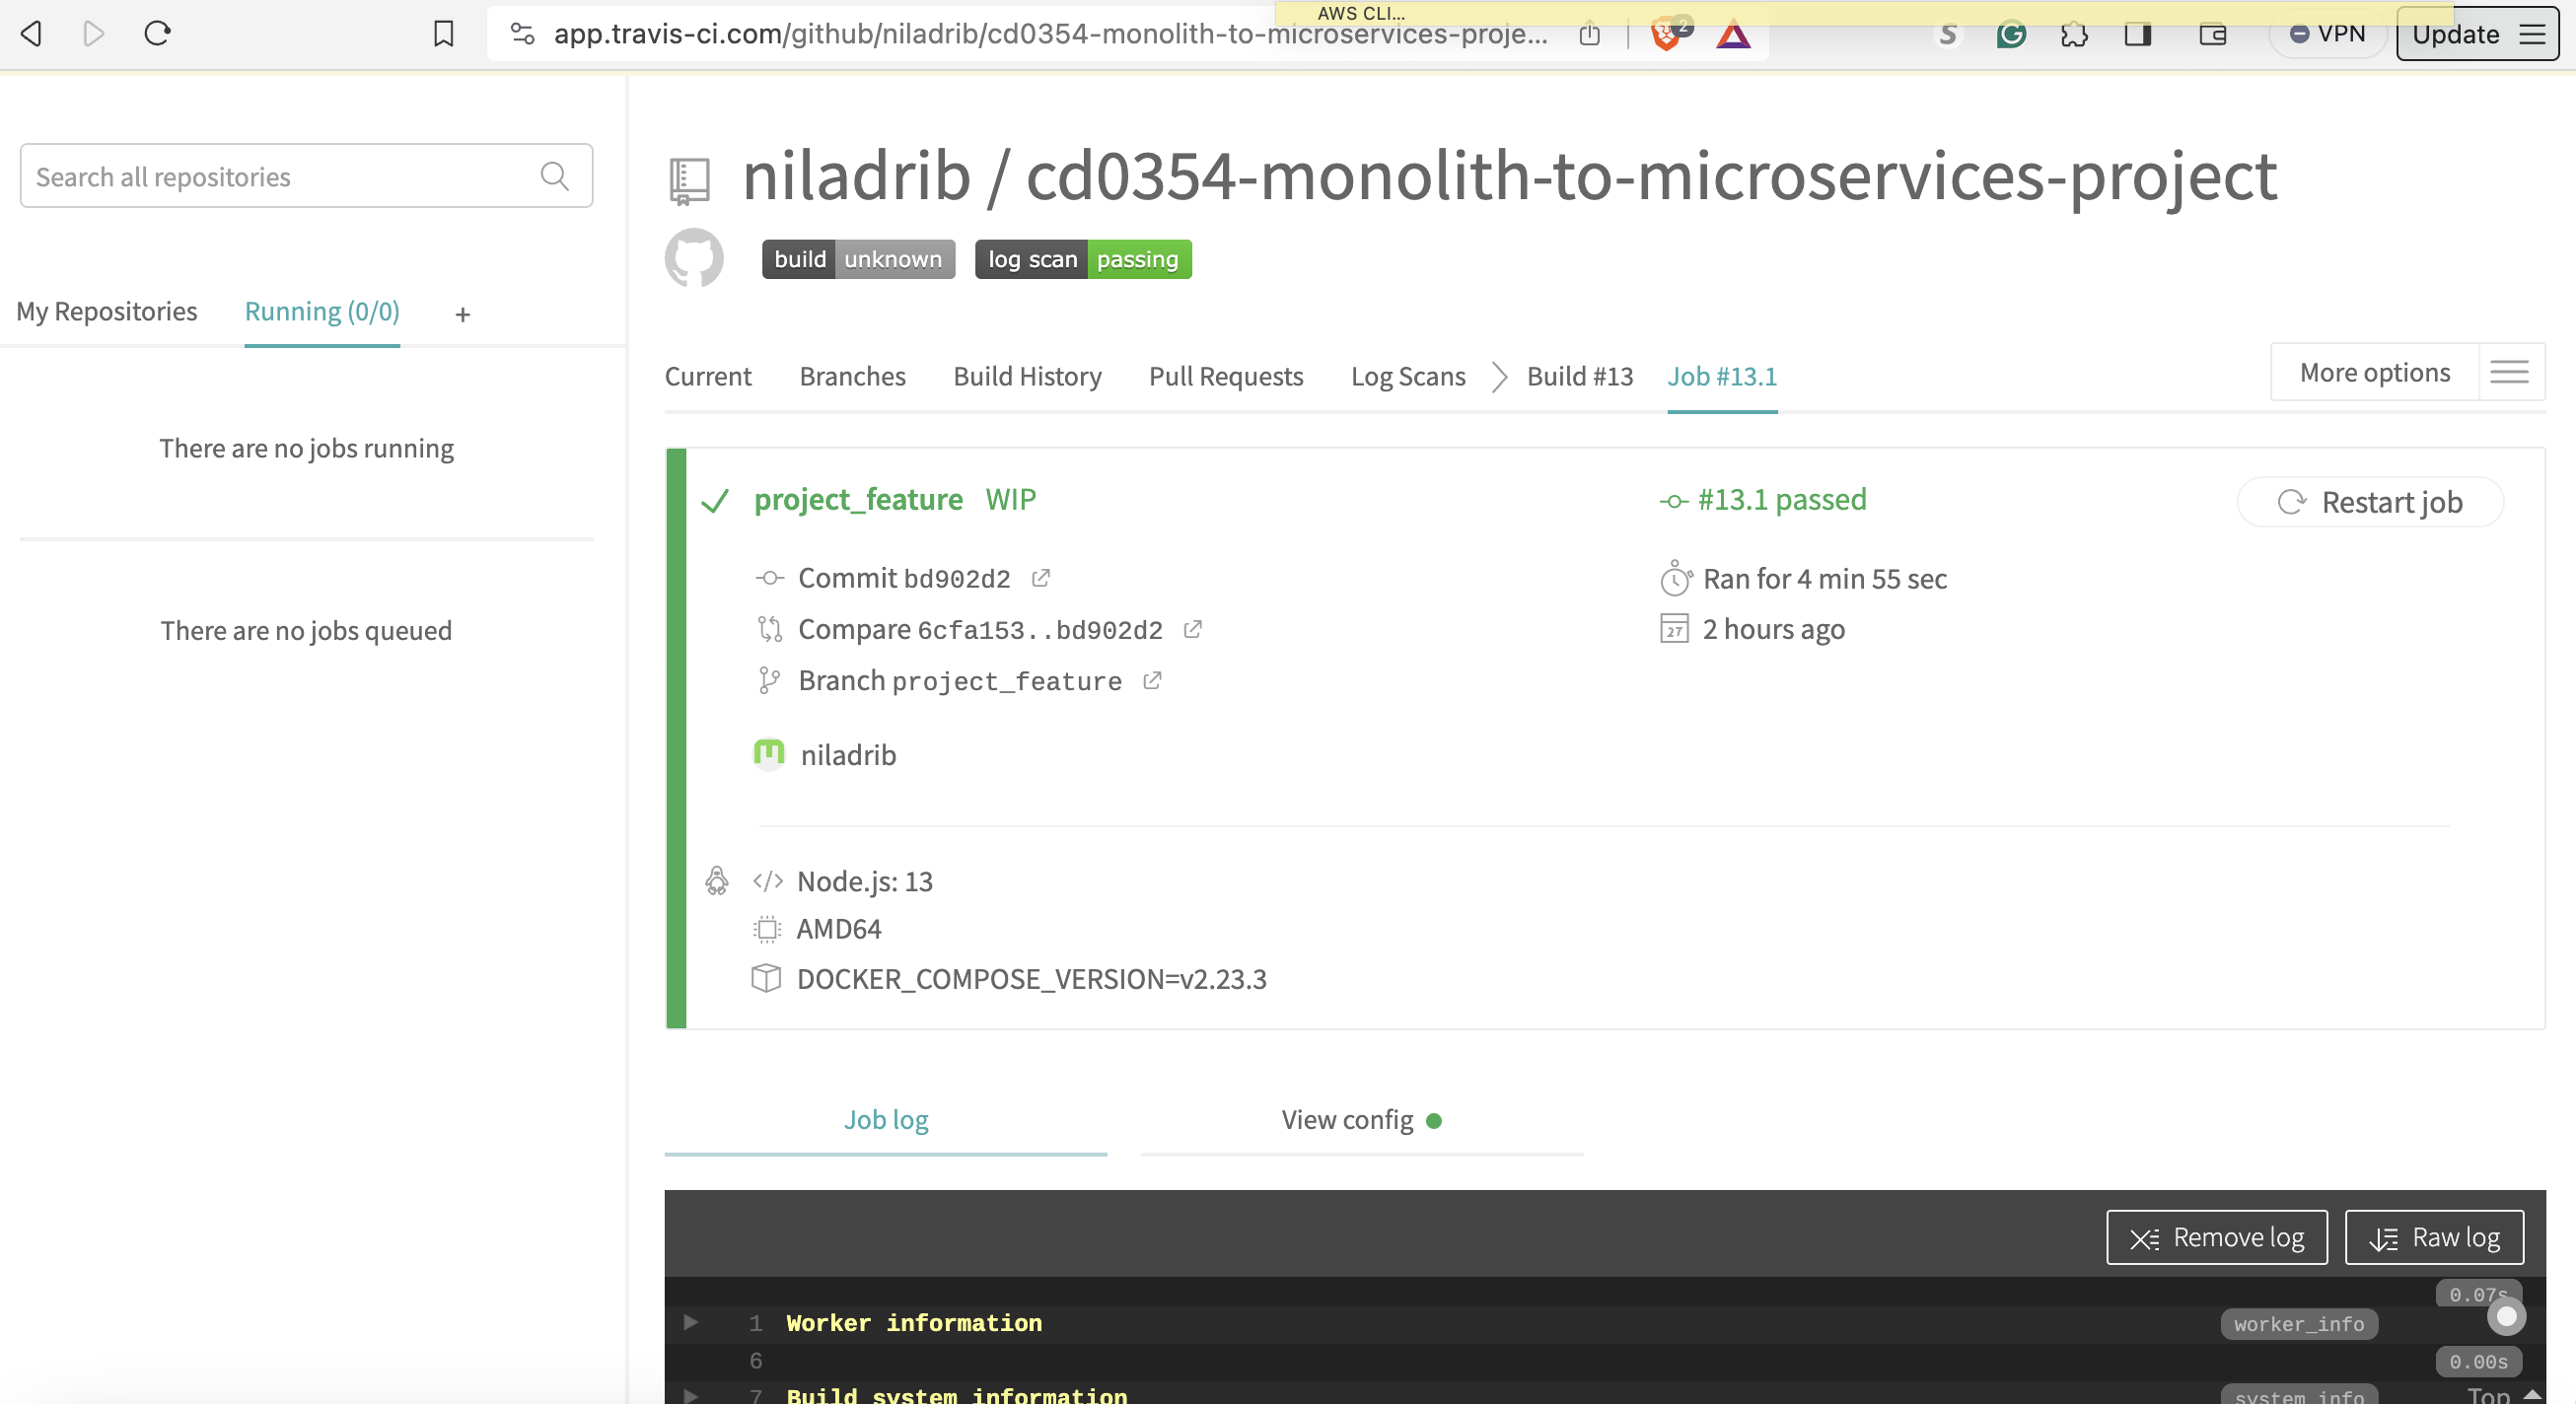 AWS CLI...
app.travis-ci.com/github/niladrib/cd0354-monolith-to-microservices-proje...
2
VPN
Update
Search all repositories
My Repositories
Running (0/0)
+
There are no jobs running
There are no jobs queued
niladrib / cd0354-monolith-to-microservices-project
build unknown
log scan passing
Current
Branches
Build History
Pull Requests
Log Scans
Build #13
Job #13.1
More options
project_feature WIP
#13.1 passed
Restart job
Commit bd902d2
Ran for 4 min 55 sec
Compare 6cfa153..bd902d2
27
2 hours ago
Branch project_feature
niladrib
</> Node.js: 13
AMD64
DOCKER_COMPOSE_VERSION=v2.23.3
Job log
View config
Remove log
Raw log
0.07s
1 Worker information
worker_info
6
0.00s
7 Build system information
system_info
Top